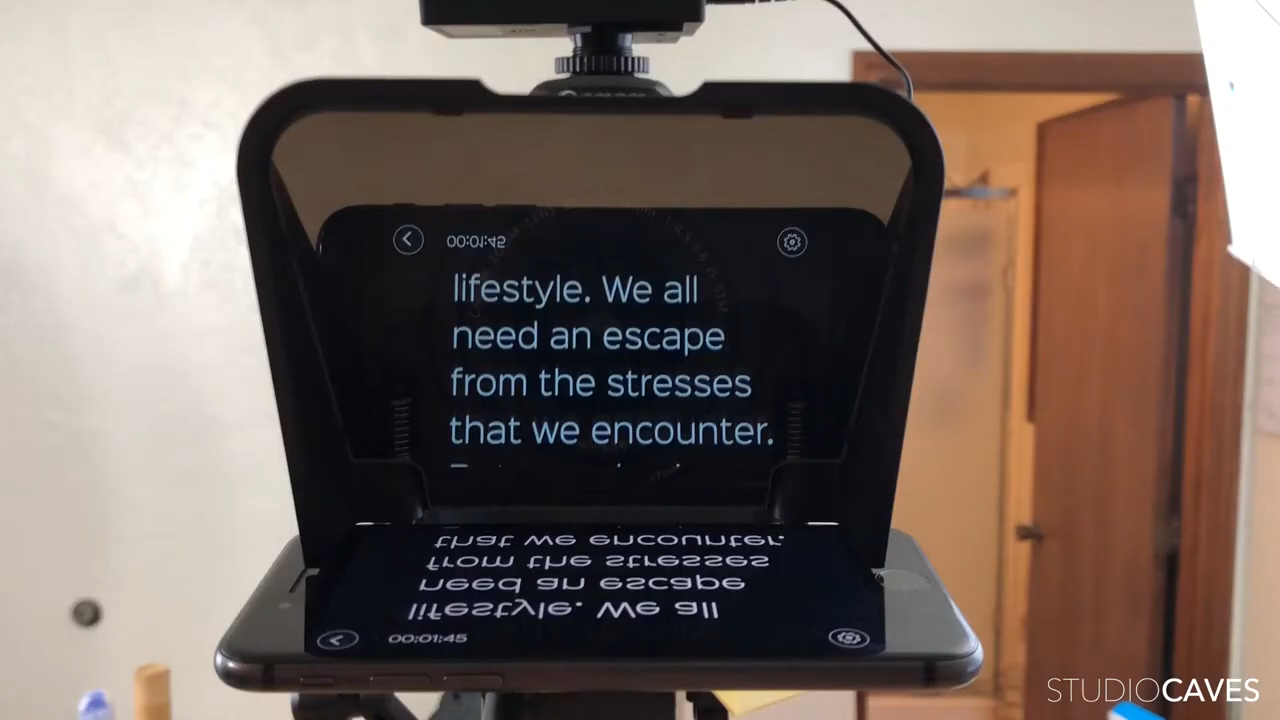 00:01:45
lifestyle. We all
need an escape
from the stresses
that we encounter.
that we encounter.
from the stresses
need an escape
lifestyle. We all
00:01:45
STUDIOCAVES